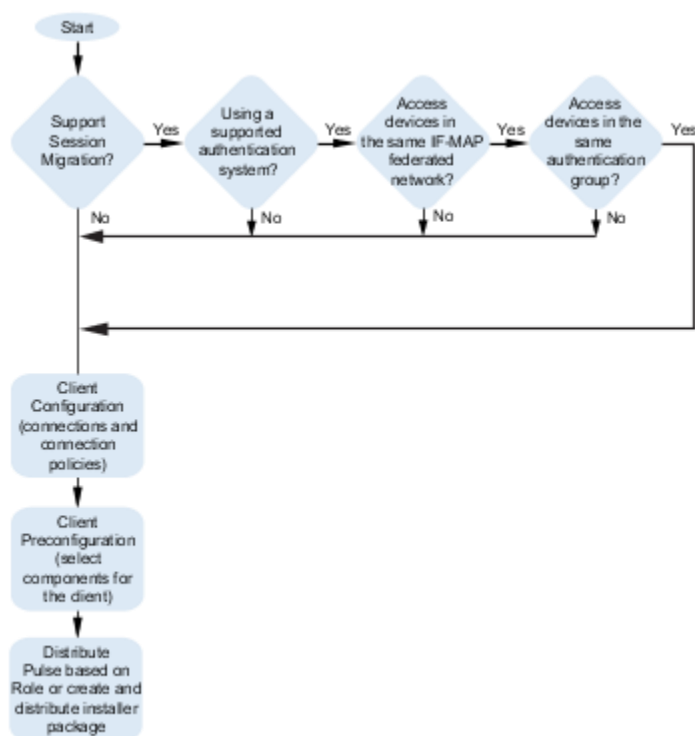 Start
Support
Session
Migration?
Yes
Using a
supported
authentication
system?
Yes
Access
devices in
the same IF-MAP
federated
network?
Yes
Access
devices in the
same
authentication
group?
Yes
No
No
No
No
Client
Configuration
(connections and
connection
policies)
Client
Preconfiguration
(select
components for
the client)
Distribute
Pulse based on
Role or create and
distribute installer
package